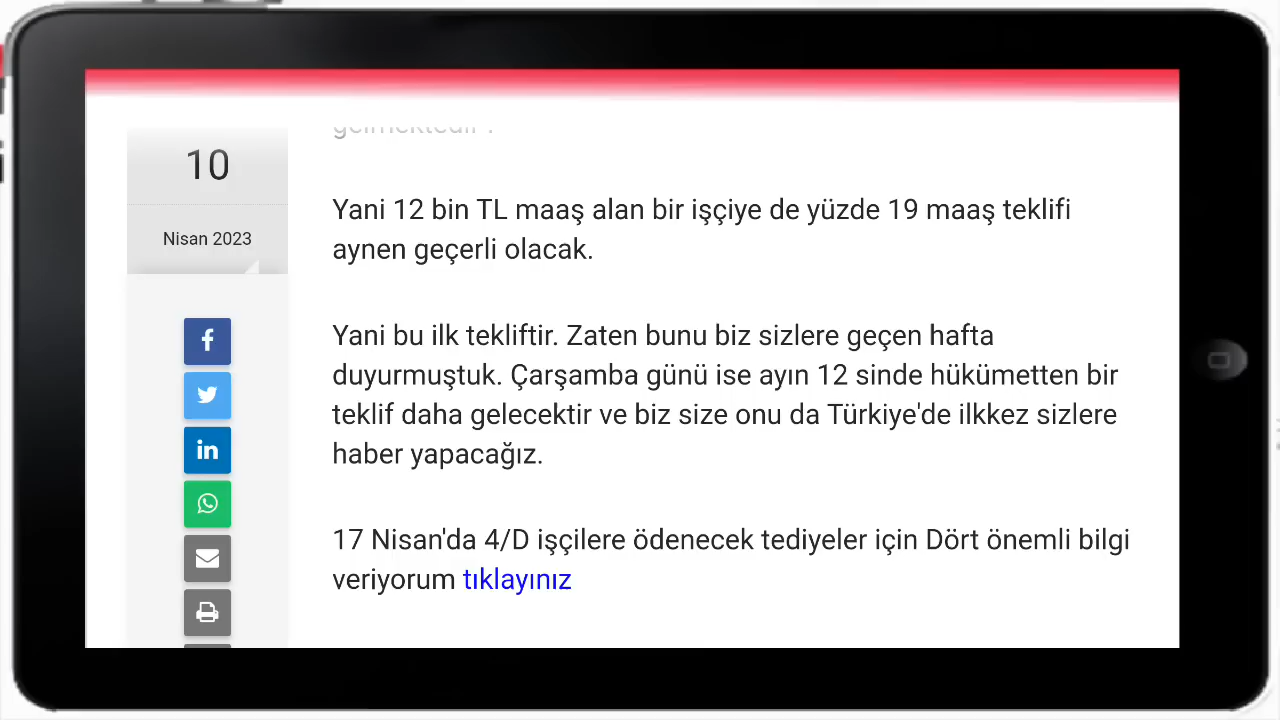 10
Nisan 2023
Yani 12 bin TL maaş alan bir işçiye de yüzde 19 maaş teklifi
aynen geçerli olacak.
Yani bu ilk tekliftir. Zaten bunu biz sizlere geçen hafta
duyurmuştuk. Çarşamba günü ise ayın 12 sinde hükümetten bir
teklif daha gelecektir ve biz size onu da Türkiye'de ilkkez sizlere
haber yapacağız.
17 Nisan'da 4/D işçilere ödenecek tediyeler için Dört önemli bilgi
veriyorum tıklayınız